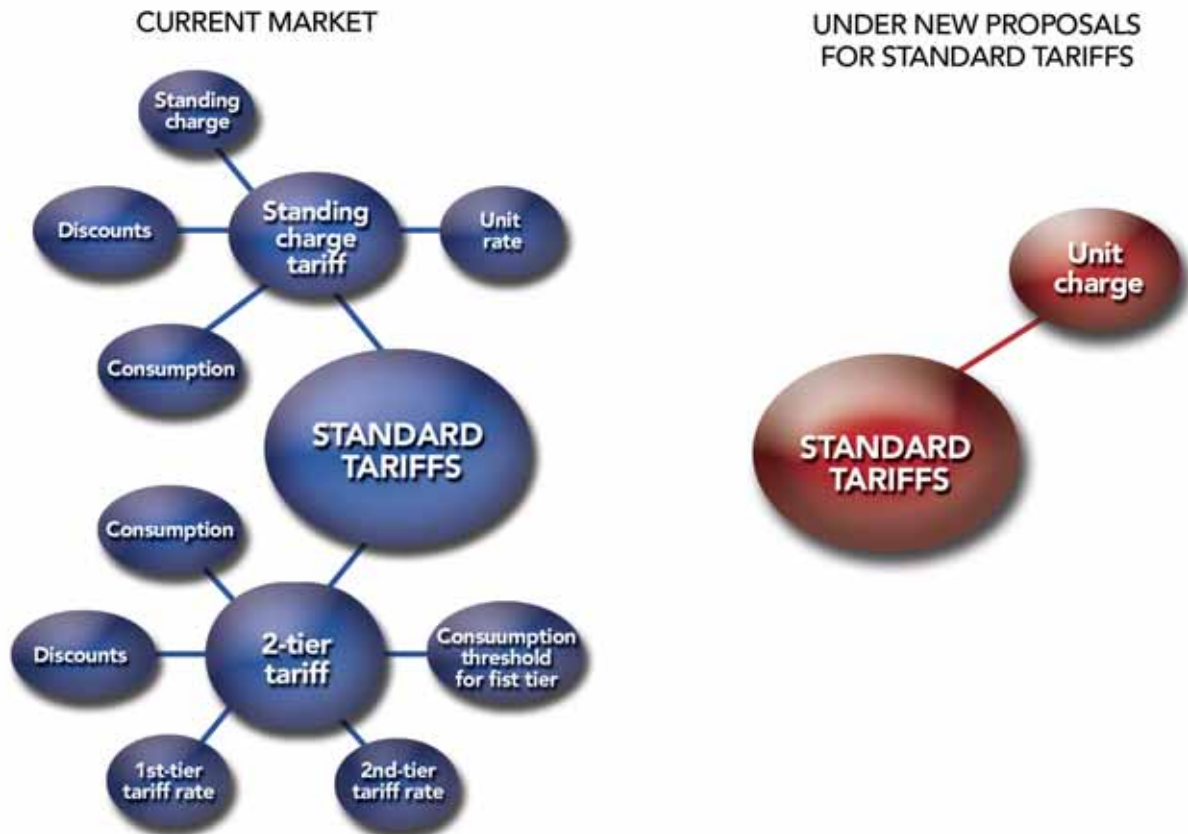 CURRENT MARKET
Standing
charge
Discounts
Standing
charge
tariff
Unit
rate
Consumption
STANDARD
TARIFFS
Consumption
Discounts
2-tier
tariff
Consuumption
threshold
for fist tier
1st-tier
tariff rate
2nd-tier
tariff rate
UNDER NEW PROPOSALS
FOR STANDARD TARIFFS
Unit
charge
STANDARD
TARIFFS